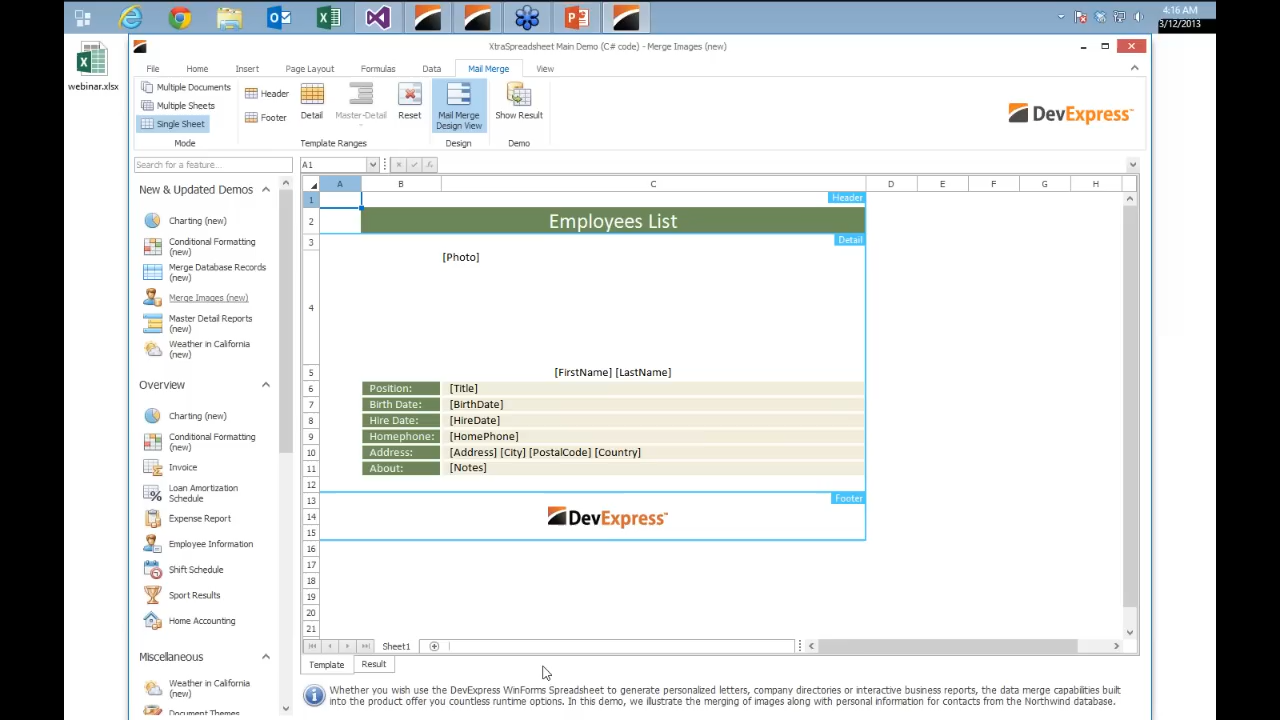 4:16 AM
3/12/2013
webinar.xlsx
XtraSpreadsheet Main Demo (C# code) - Merge Images (new)
File Home Insert Page Layout Formulas Data Mail Merge View
Multiple Documents
Multiple Sheets
Single Sheet
Mode
Header
Footer
Detail
Master-Detail
Reset
Template Ranges
Mail Merge
Design View
Design
Show Result
Demo
DevExpress™
Search for a feature...
A1
New & Updated Demos
Charting (new)
Conditional Formatting
(new)
Merge Database Records
(new)
Merge Images (new)
Master Detail Reports
(new)
Weather in California
(new)
Overview
Charting (new)
Conditional Formatting
(new)
Invoice
Loan Amortization
Schedule
Expense Report
Employee Information
Shift Schedule
Sport Results
Home Accounting
Miscellaneous
Weather in California
(new)
Document Themes
A B C D E F G H
1 Header
2 Employees List
3 Detail
4 [Photo]
5 [FirstName] [LastName]
6 Position: [Title]
7 Birth Date: [BirthDate]
8 Hire Date: [HireDate]
9 Homephone: [HomePhone]
10 Address: [Address] [City] [PostalCode] [Country]
11 About: [Notes]
12
13 Footer
14 DevExpress™
15
16
17
18
19
20
21
Sheet1
Template Result
Whether you wish use the DevExpress WinForms Spreadsheet to generate personalized letters, company directories or interactive business reports, the data merge capabilities built
into the product offer you countless runtime options. In this demo, we illustrate the merging of images along with personal information for contacts from the Northwind database.